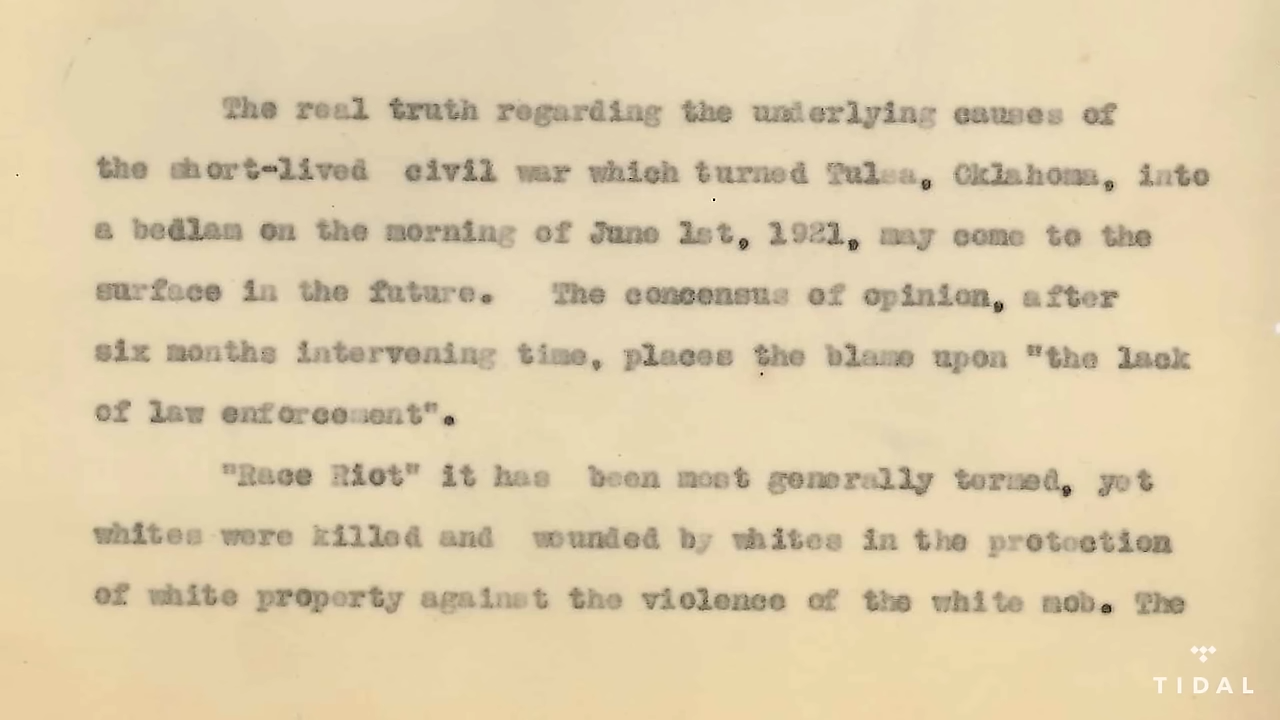 The real truth regarding the underlying causes of
the short-lived civil war which turned Tulsa, Oklahoma, into
a bedlam on the morning of June 1st, 1921, may come to the
surface in the future. The concensus of opinion, after
six months intervening time, places the blame upon "the lack
of law enforcement".
"Race Riot" it has been most generally termed, yet
whites were killed and wounded by whites in the protection
of white property against the violence of the white mob. The
TIDAL